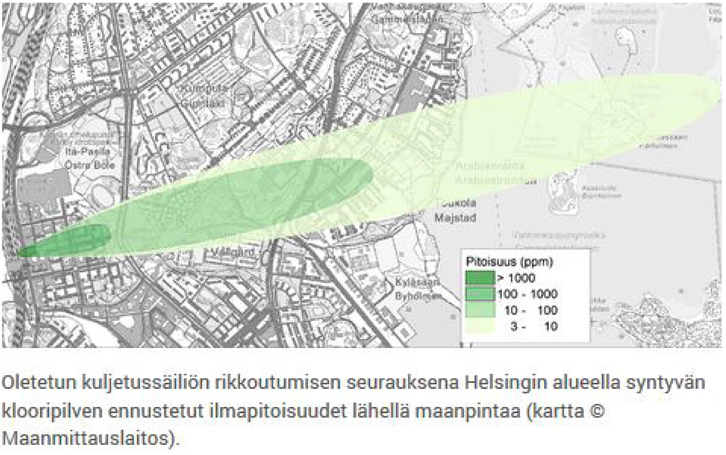 Vanhakaupunki
Gammelstaden
Kumpula
Gumtäkt
Itä-Pasila
Östra Böle
Arabianranta
Arabiastranden
Toukola
Majstad
Vallgård
Kyläsaari
Byholmen
Pitoisuus (ppm)
> 1000
100 - 1000
10 - 100
3 - 10
Oletetun kuljetussäiliön rikkoutumisen seurauksena Helsingin alueella syntyvän
klooripilven ennustetut ilmapitoisuudet lähellä maanpintaa (kartta ©
Maanmittauslaitos).